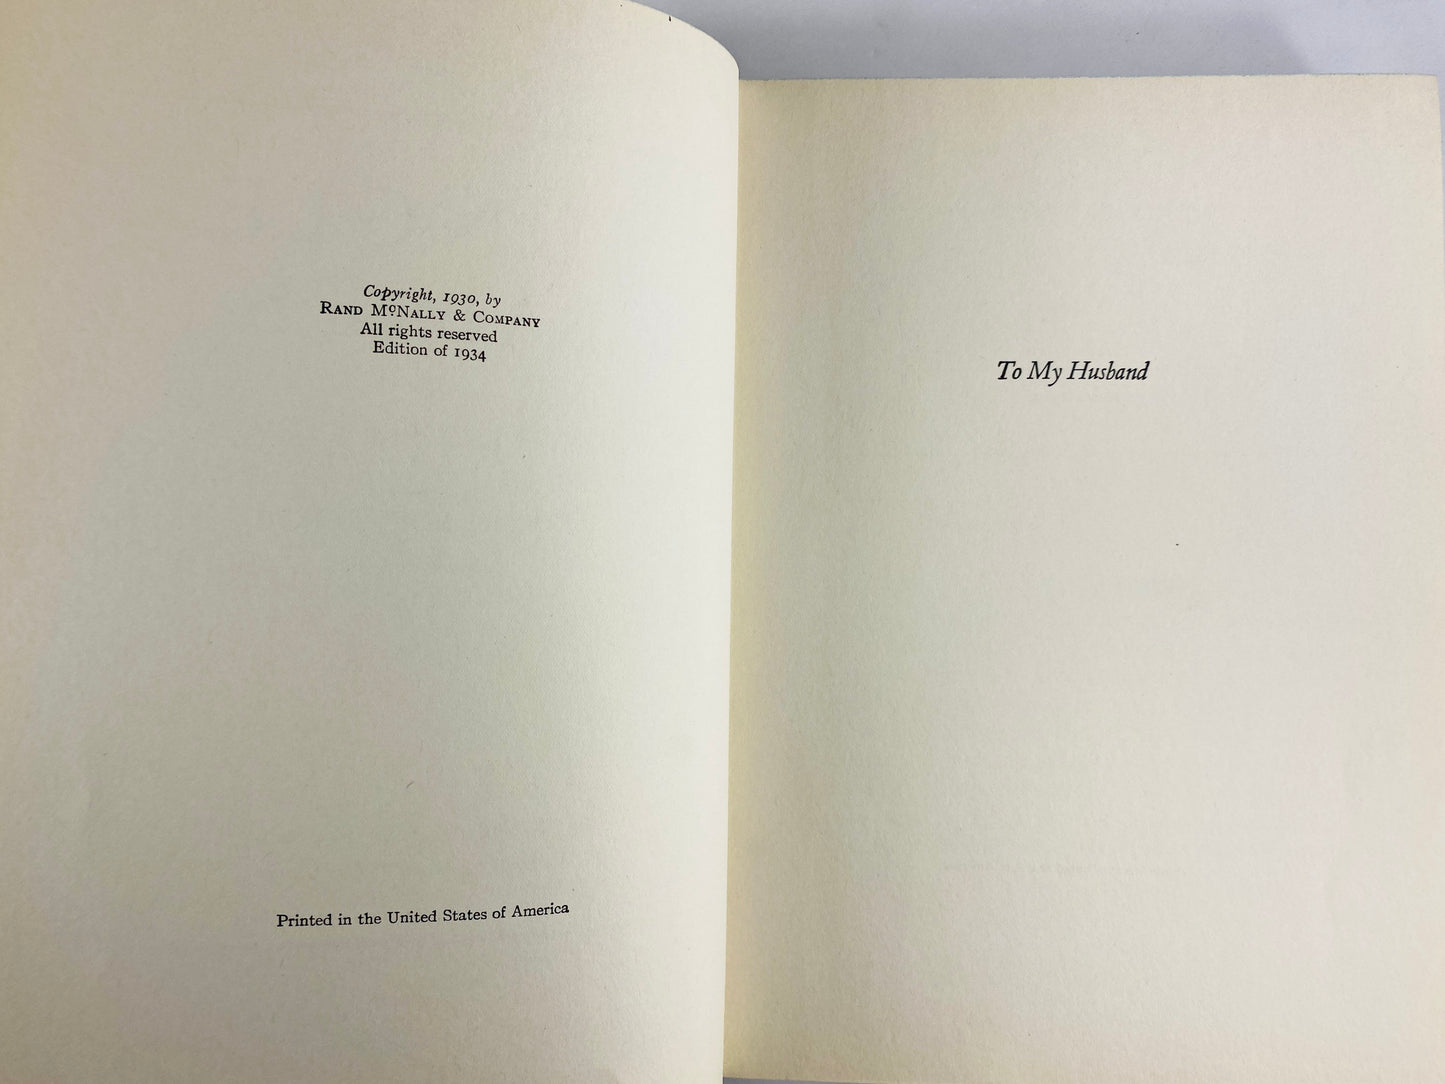 Copyright, 1930, by
Rand McNally & Company
All rights reserved
Edition of 1934
Printed in the United States of America
To My Husband